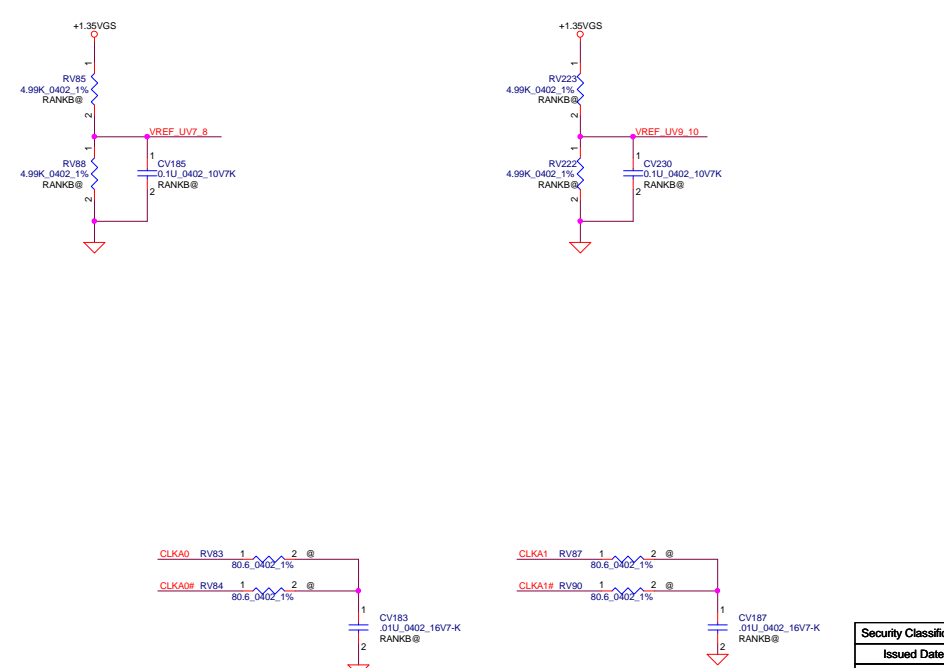 +1.35VGS
1
RV85
4.99K_0402_1%
RANKB@
2
VREF_UV7_8
1
RV88
4.99K_0402_1%
RANKB@
2
1
CV185
0.1U_0402_10V7K
RANKB@
2
+1.35VGS
1
RV223
4.99K_0402_1%
RANKB@
2
VREF_UV9_10
1
RV222
4.99K_0402_1%
RANKB@
2
1
CV230
0.1U_0402_10V7K
RANKB@
2
CLKA0 RV83 1 2 @
80.6_0402_1%
CLKA0# RV84 1 2 @
80.6_0402_1%
1
CV183
.01U_0402_16V7-K
RANKB@
2
CLKA1 RV87 1 2 @
80.6_0402_1%
CLKA1# RV90 1 2 @
80.6_0402_1%
1
CV187
.01U_0402_16V7-K
RANKB@
2
Security Classific
Issued Date